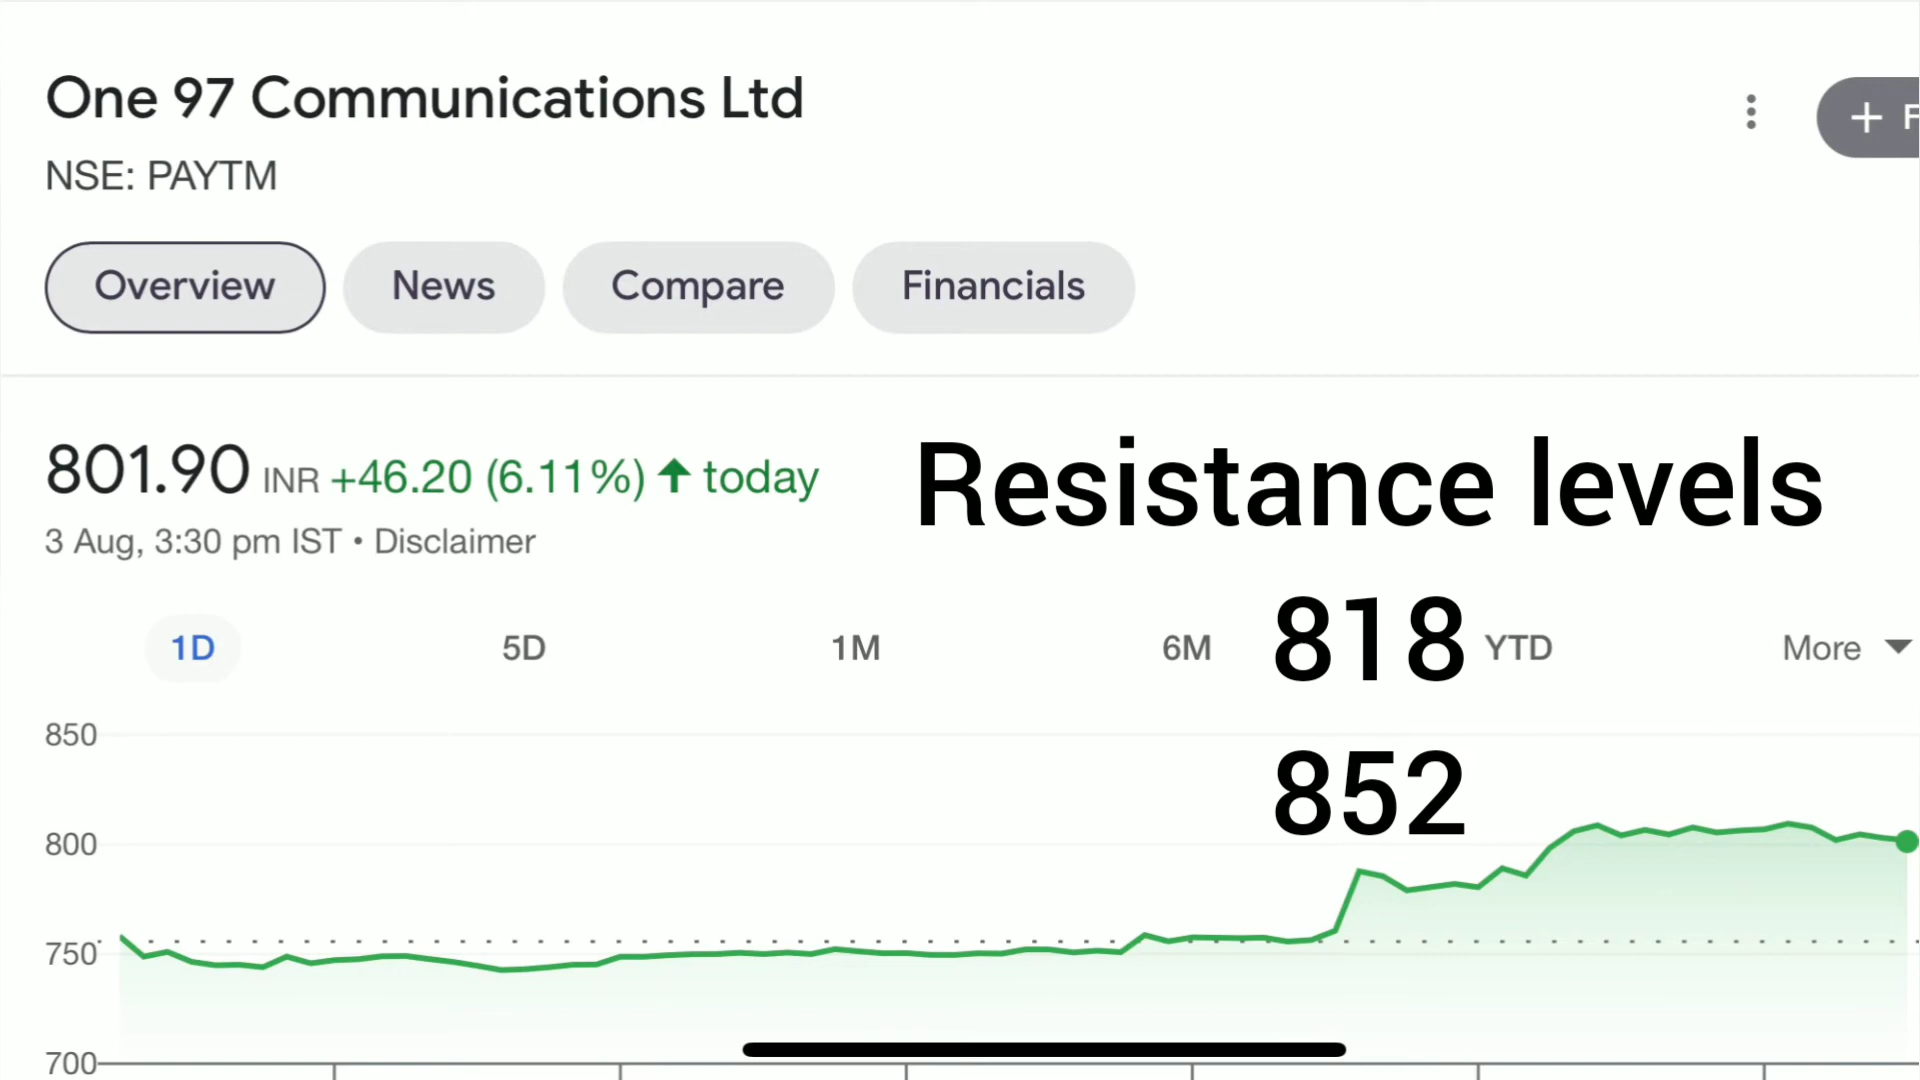 One 97 Communications Ltd
NSE: PAYTM
+ F
Overview News Compare Financials
801.90 INR +46.20 (6.11%) ↑ today
3 Aug, 3:30 pm IST • Disclaimer
Resistance levels
818
852
1D 5D 1M 6M YTD More
850
800
750
700